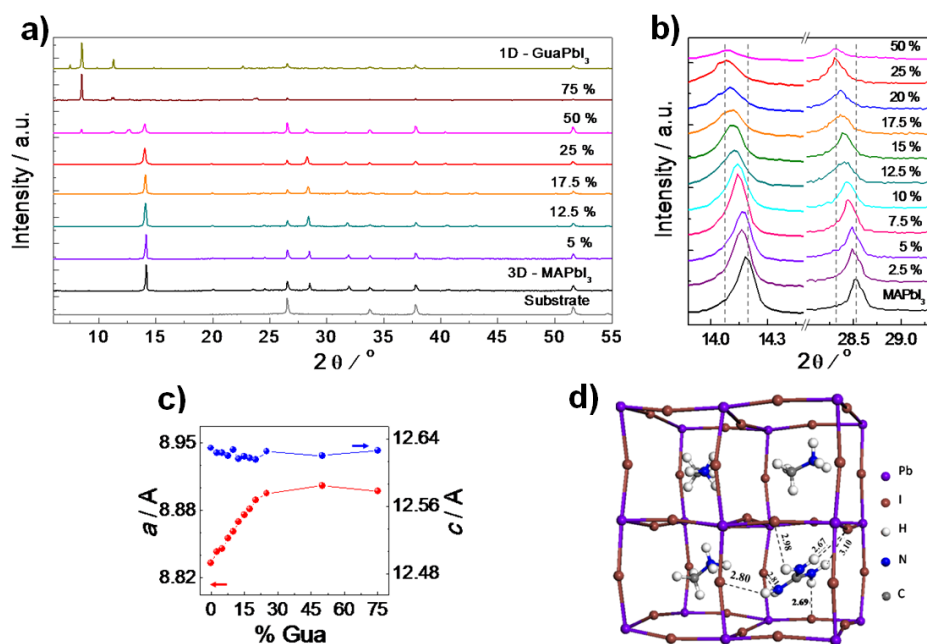 a)
Intensity / a.u.
1D - GuaPbI₃
75 %
50 %
25 %
17.5 %
12.5 %
5 %
3D - MAPbI₃
Substrate
10 15 20 25 30 35 40 45 50 55
2 θ / °
b)
Intensity / a.u.
50 %
25 %
20 %
17.5 %
15 %
12.5 %
10 %
7.5 %
5 %
2.5 %
MAPbI₃
14.0 14.3 28.5 29.0
2θ / °
c)
a / A
8.95
8.88
8.82
12.64
12.56
12.48
c / A
0 15 30 45 60 75
% Gua
d)
2.98
2.67
3.10
2.80
2.69
Pb
I
H
N
C